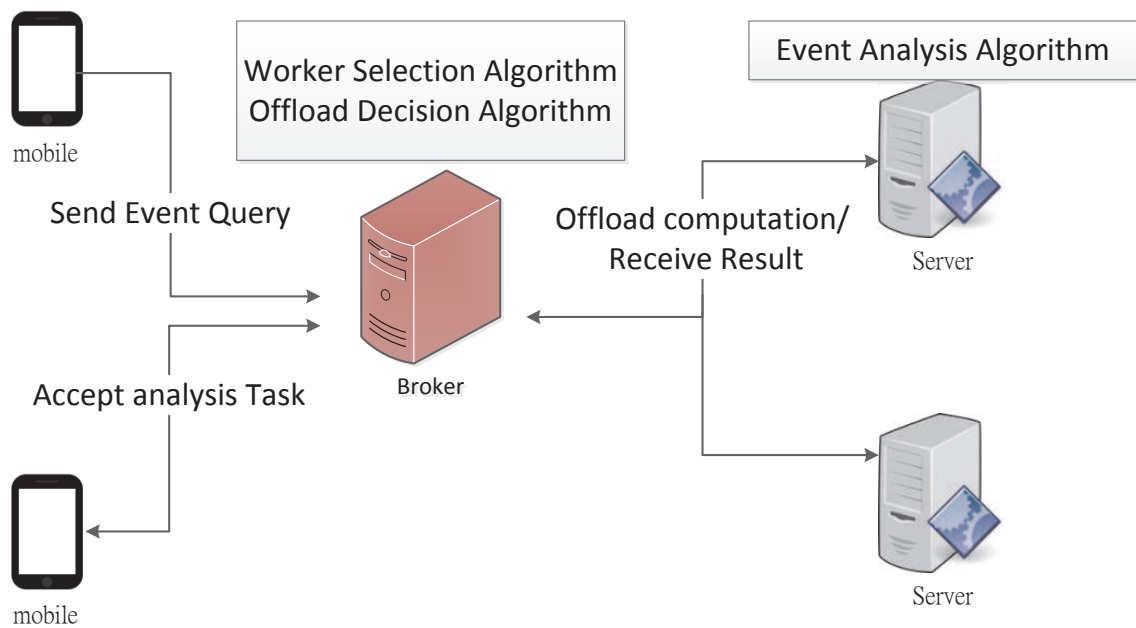 Worker Selection Algorithm
Offload Decision Algorithm
Event Analysis Algorithm
mobile
Send Event Query
Offload computation/
Receive Result
Server
Broker
Accept analysis Task
mobile
Server